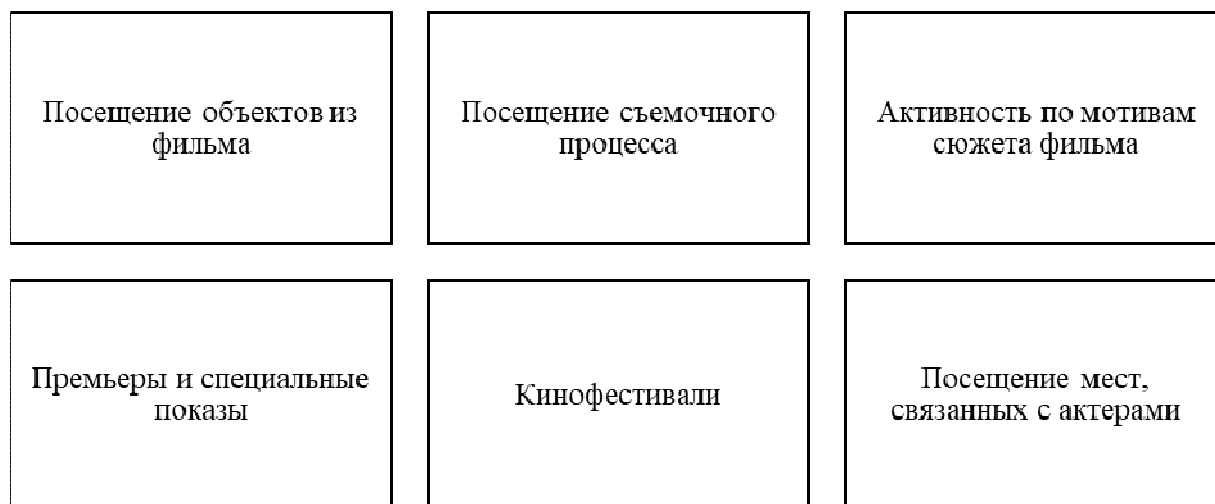 Посещение объектов из
фильма
Посещение съемочного
процесса
Активность по мотивам
сюжета фильма
Премьеры и специальные
показы
Кинофестивали
Посещение мест,
связанных с актерами